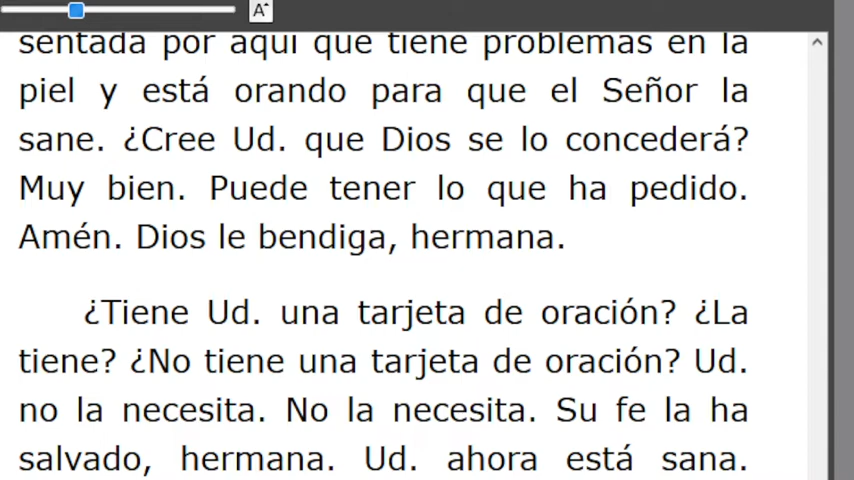 A
sentada por aquí que tiene problemas en la
piel y está orando para que el Señor la
sane. ¿Cree Ud. que Dios se lo concederá?
Muy bien. Puede tener lo que ha pedido.
Amén. Dios le bendiga, hermana.
¿Tiene Ud. una tarjeta de oración? ¿La
tiene? ¿No tiene una tarjeta de oración? Ud.
no la necesita. No la necesita. Su fe la ha
salvado, hermana. Ud. ahora está sana.